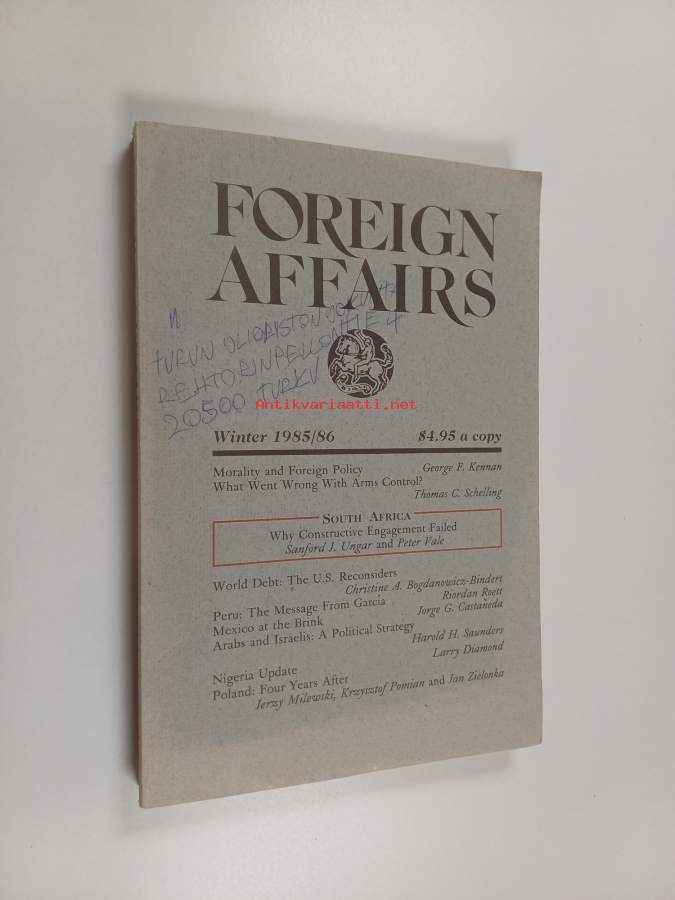 FOREIGN
AFFAIRS
TURUN YLIOPISTON
REHTORINPELLONTIE 4
20500 TURKU
Antikvariaatti.net
Winter 1985/86 $4.95 a copy
Morality and Foreign Policy George F. Kennan
What Went Wrong With Arms Control?
Thomas C. Schelling
SOUTH AFRICA
Why Constructive Engagement Failed
Sanford J. Ungar and Peter Vale
World Debt: The U.S. Reconsiders
Christine A. Bogdanowicz-Bindert
Peru: The Message From García Riordan Roett
Mexico at the Brink Jorge G. Castañeda
Arabs and Israelis: A Political Strategy
Harold H. Saunders
Nigeria Update Larry Diamond
Poland: Four Years After
Jerzy Milewski, Krzysztof Pomian and Jan Zielonka